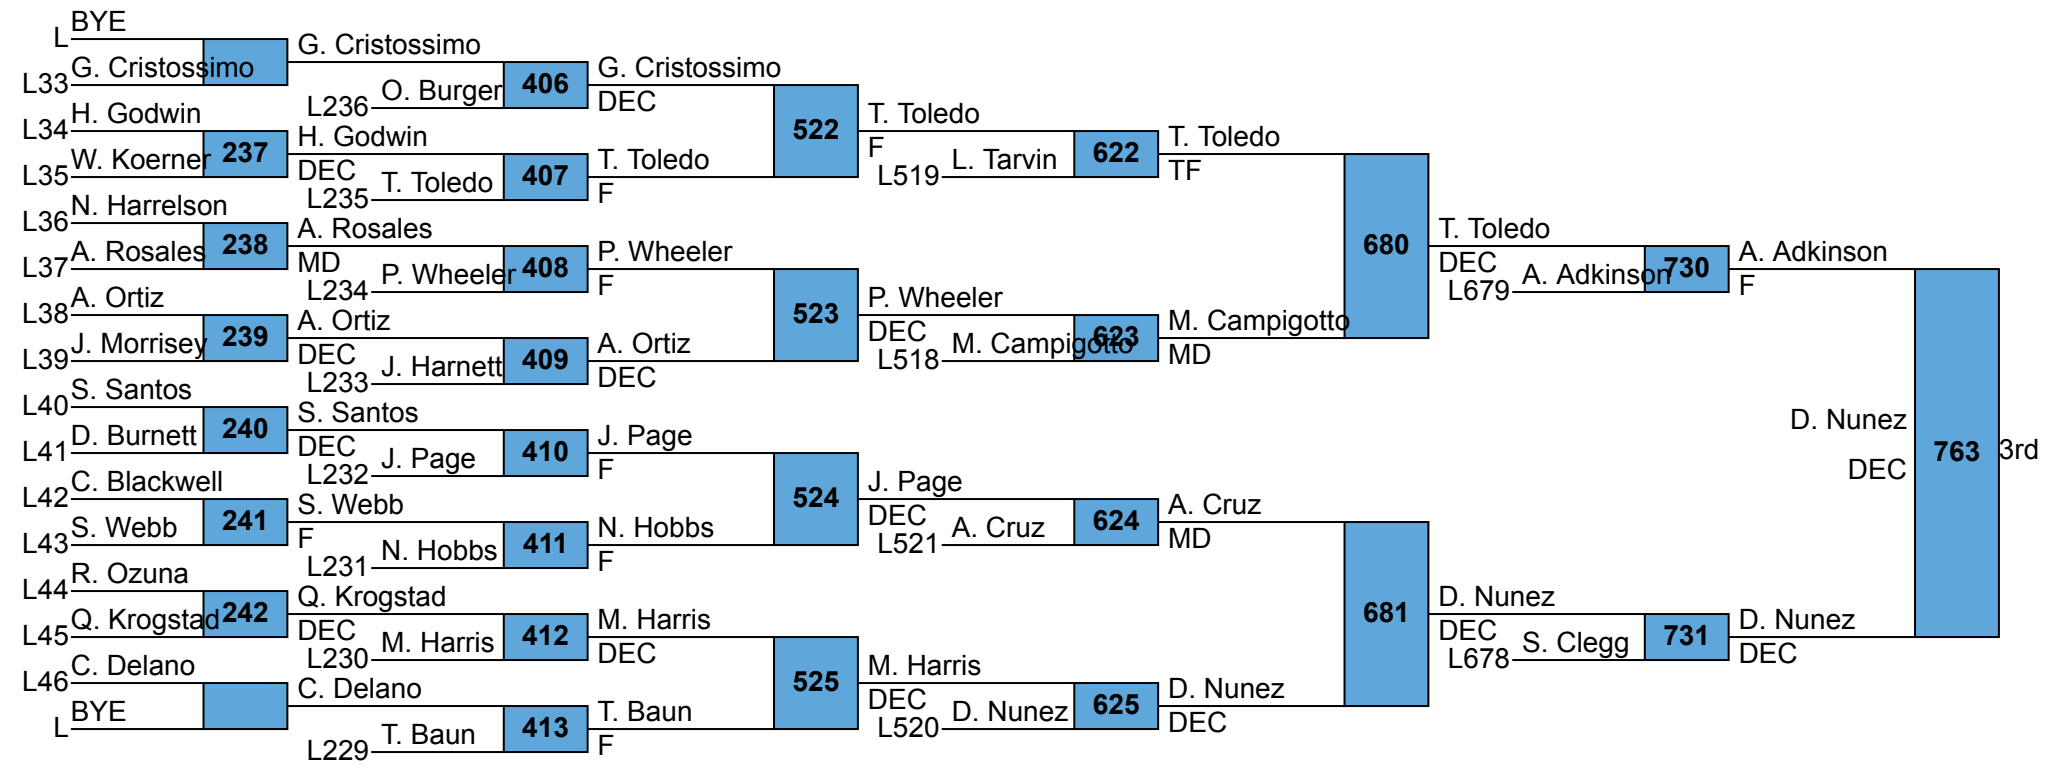 L BYE
L33 G. Cristossimo
L34 H. Godwin
L35 W. Koerner
237
L36 N. Harrelson
L37 A. Rosales
238
L38 A. Ortiz
L39 J. Morrisey
239
L40 S. Santos
L41 D. Burnett
240
L42 C. Blackwell
L43 S. Webb
241
L44 R. Ozuna
L45 Q. Krogstad
242
L46 C. Delano
L BYE
G. Cristossimo
L236 O. Burger
406
H. Godwin
DEC
L235 T. Toledo
407
A. Rosales
MD
L234 P. Wheeler
408
A. Ortiz
DEC
L233 J. Harnett
409
S. Santos
DEC
L232 J. Page
410
S. Webb
F
L231 N. Hobbs
411
Q. Krogstad
DEC
L230 M. Harris
412
C. Delano
L229 T. Baun
413
G. Cristossimo
DEC
522
T. Toledo
F
P. Wheeler
F
523
A. Ortiz
DEC
J. Page
F
524
N. Hobbs
F
M. Harris
DEC
525
T. Baun
F
T. Toledo
F
L519 L. Tarvin
622
P. Wheeler
DEC
L518 M. Campigotto
623
J. Page
DEC
L521 A. Cruz
624
M. Harris
DEC
L520 D. Nunez
625
T. Toledo
TF
680
M. Campigotto
MD
A. Cruz
MD
681
D. Nunez
DEC
T. Toledo
DEC
L679 A. Adkinson
730
D. Nunez
DEC
L678 S. Clegg
731
A. Adkinson
F
D. Nunez
DEC
763
D. Nunez
DEC
3rd